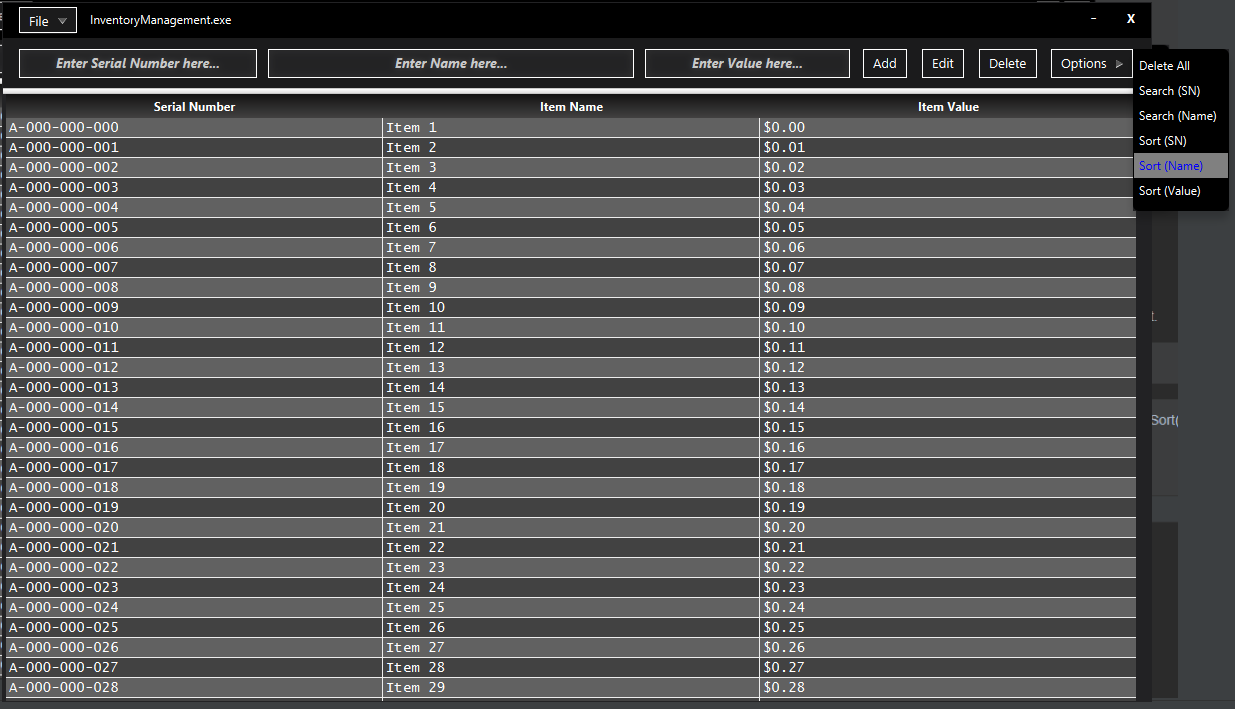 File InventoryManagement.exe - X
Enter Serial Number here... Enter Name here... Enter Value here... Add Edit Delete Options
Delete All
Search (SN)
Search (Name)
Sort (SN)
Sort (Name)
Sort (Value)
Serial Number Item Name Item Value
A-000-000-000 Item 1 $0.00
A-000-000-001 Item 2 $0.01
A-000-000-002 Item 3 $0.02
A-000-000-003 Item 4 $0.03
A-000-000-004 Item 5 $0.04
A-000-000-005 Item 6 $0.05
A-000-000-006 Item 7 $0.06
A-000-000-007 Item 8 $0.07
A-000-000-008 Item 9 $0.08
A-000-000-009 Item 10 $0.09
A-000-000-010 Item 11 $0.10
A-000-000-011 Item 12 $0.11
A-000-000-012 Item 13 $0.12
A-000-000-013 Item 14 $0.13
A-000-000-014 Item 15 $0.14
A-000-000-015 Item 16 $0.15
A-000-000-016 Item 17 $0.16
A-000-000-017 Item 18 $0.17
A-000-000-018 Item 19 $0.18
A-000-000-019 Item 20 $0.19
A-000-000-020 Item 21 $0.20
A-000-000-021 Item 22 $0.21
A-000-000-022 Item 23 $0.22
A-000-000-023 Item 24 $0.23
A-000-000-024 Item 25 $0.24
A-000-000-025 Item 26 $0.25
A-000-000-026 Item 27 $0.26
A-000-000-027 Item 28 $0.27
A-000-000-028 Item 29 $0.28
t.
Sort(